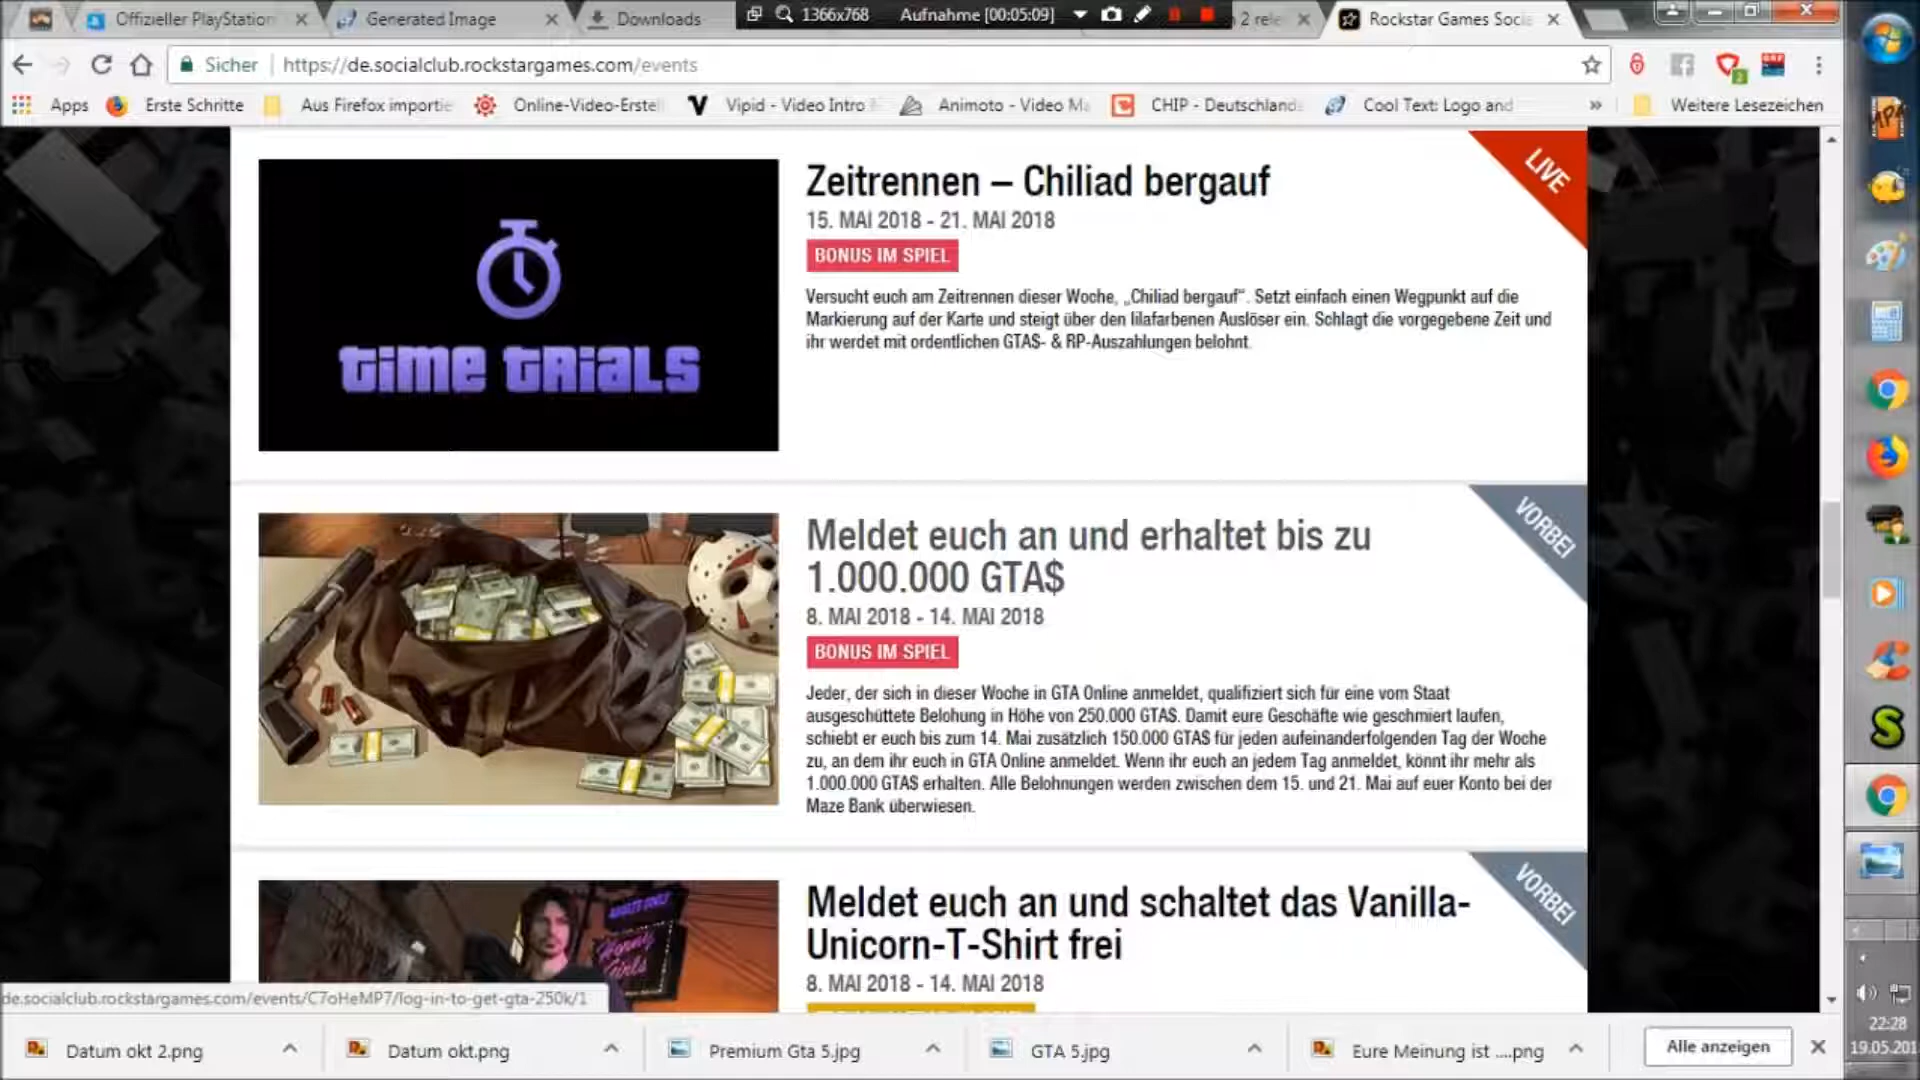 Offizieller PlayStation
Generated Image
Downloads
1366x768
Aufnahme [00:05:09]
2 rele
Rockstar Games Socia
Sicher
https://de.socialclub.rockstargames.com/events
Apps
Erste Schritte
Aus Firefox importie
Online-Video-Erstel
Vipid - Video Intro
Animoto - Video Ma
CHIP - Deutschlands
Cool Text: Logo and
Weitere Lesezeichen
TIME TRIALS
Zeitrennen – Chiliad bergauf
15. MAI 2018 - 21. MAI 2018
BONUS IM SPIEL
LIVE
Versucht euch am Zeitrennen dieser Woche, „Chiliad bergauf“. Setzt einfach einen Wegpunkt auf die
Markierung auf der Karte und steigt über den lilafarbenen Auslöser ein. Schlagt die vorgegebene Zeit und
ihr werdet mit ordentlichen GTA$- & RP-Auszahlungen belohnt.
Meldet euch an und erhaltet bis zu
1.000.000 GTA$
8. MAI 2018 - 14. MAI 2018
BONUS IM SPIEL
VORBEI
Jeder, der sich in dieser Woche in GTA Online anmeldet, qualifiziert sich für eine vom Staat
ausgeschüttete Belohung in Höhe von 250.000 GTA$. Damit eure Geschäfte wie geschmiert laufen,
schiebt er euch bis zum 14. Mai zusätzlich 150.000 GTA$ für jeden aufeinanderfolgenden Tag der Woche
zu, an dem ihr euch in GTA Online anmeldet. Wenn ihr euch an jedem Tag anmeldet, könnt ihr mehr als
1.000.000 GTA$ erhalten. Alle Belohnungen werden zwischen dem 15. und 21. Mai auf euer Konto bei der
Maze Bank überwiesen.
Meldet euch an und schaltet das Vanilla-
Unicorn-T-Shirt frei
8. MAI 2018 - 14. MAI 2018
VORBEI
Horny
Girls
de.socialclub.rockstargames.com/events/C7oHeMP7/log-in-to-get-gta-250k/1
Datum okt 2.png
Datum okt.png
Premium Gta 5.jpg
GTA 5.jpg
Eure Meinung ist ....png
Alle anzeigen
22:28
19.05.201